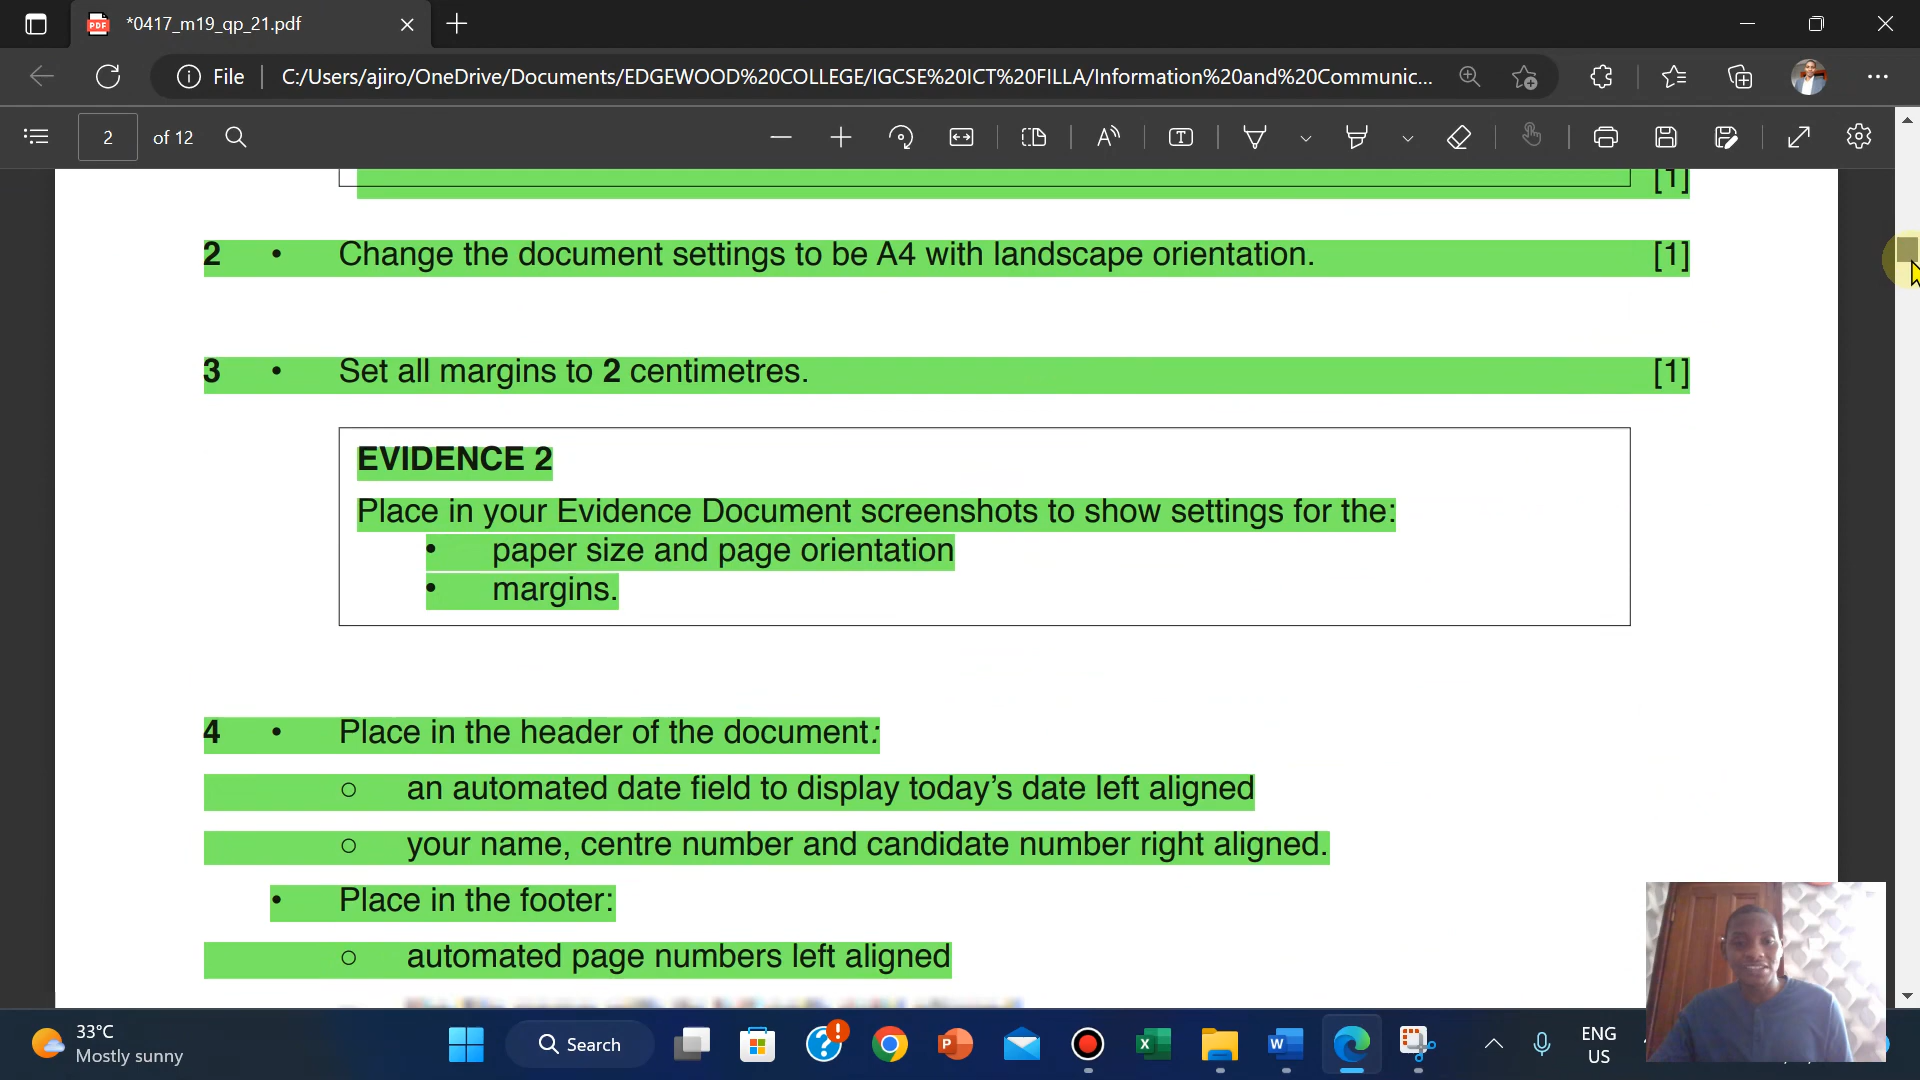 *0417_m19_qp_21.pdf
File C:/Users/ajiro/OneDrive/Documents/EDGEWOOD%20COLLEGE/IGCSE%20ICT%20FILLA/Information%20and%20Communic...
2 of 12
[1]
2 • Change the document settings to be A4 with landscape orientation. [1]
3 • Set all margins to 2 centimetres. [1]
EVIDENCE 2
Place in your Evidence Document screenshots to show settings for the:
• paper size and page orientation
• margins.
4 • Place in the header of the document:
○ an automated date field to display today’s date left aligned
○ your name, centre number and candidate number right aligned.
• Place in the footer:
○ automated page numbers left aligned
33°C
Mostly sunny
Search
ENG
US